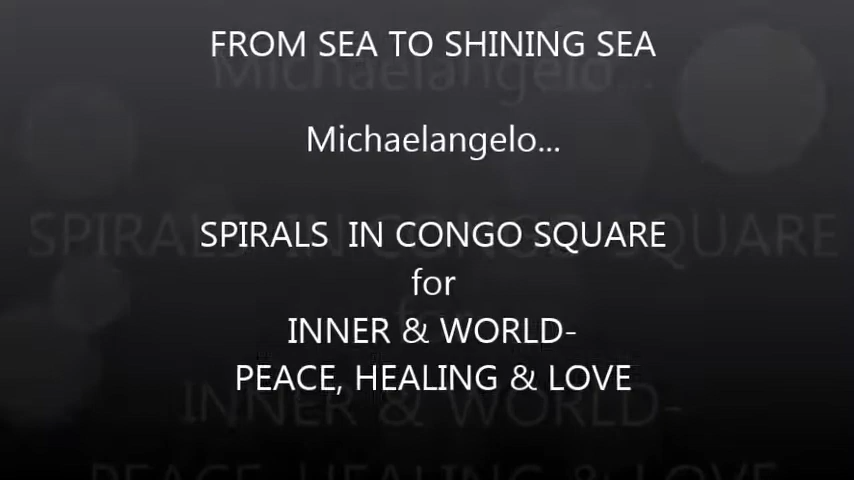 FROM SEA TO SHINING SEA
Michaelangelo...
SPIRALS IN CONGO SQUARE
for
INNER & WORLD-
PEACE, HEALING & LOVE